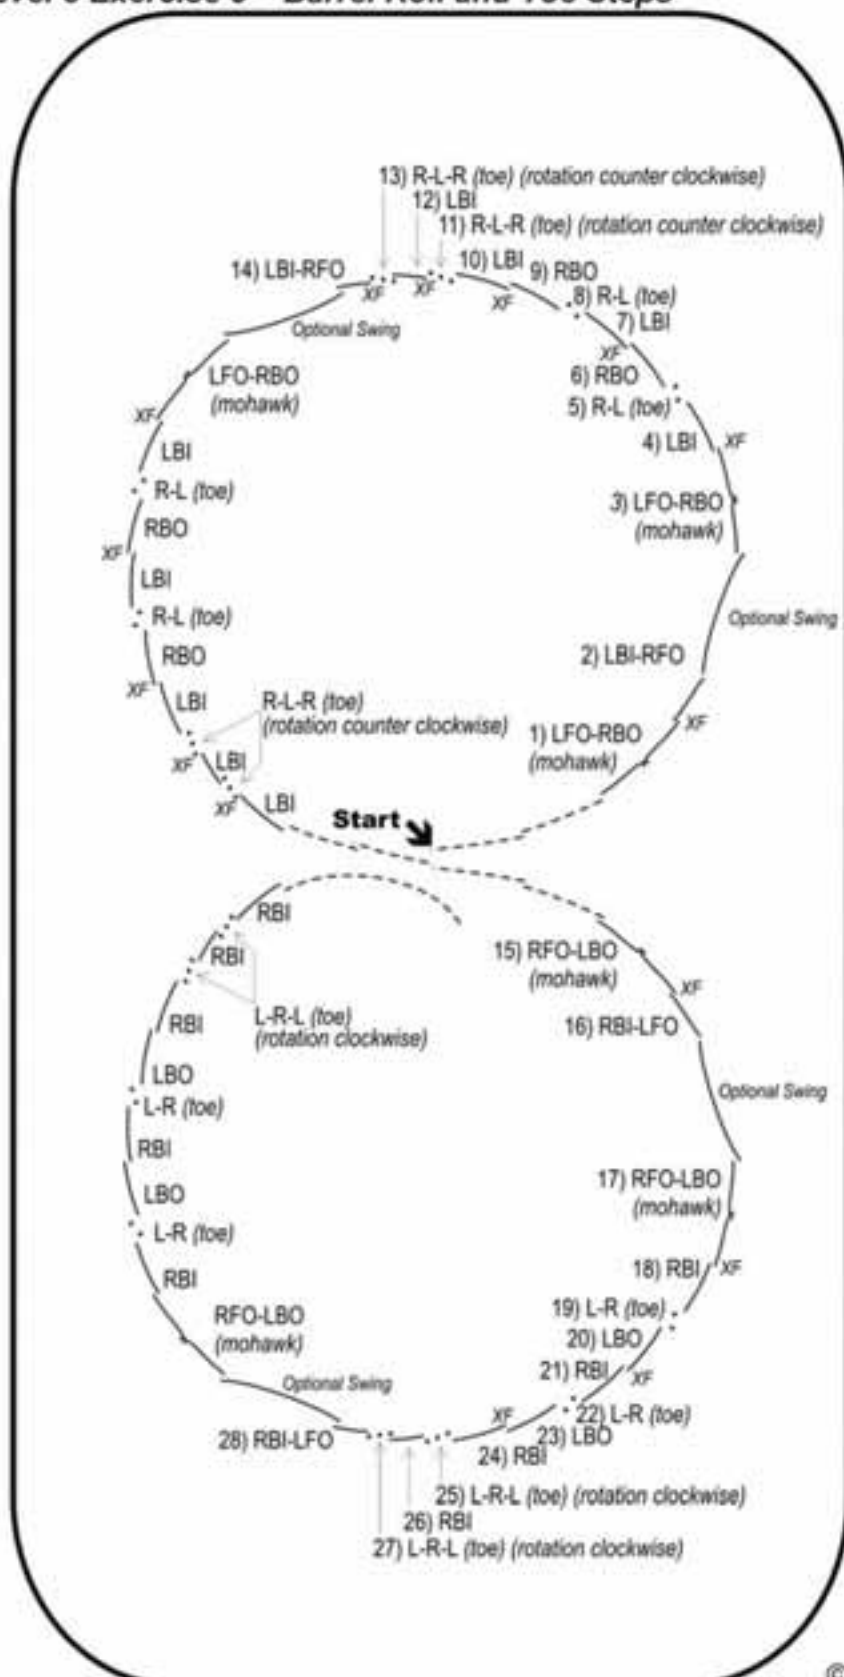 Exercise
Barrel Roll and Toe Steps
13) R-L-R (toe) (rotation counter clockwise)
12) LBI
11) R-L-R (toe) (rotation counter clockwise)
10) LBI
9) RBO
14) LBI-RFO
8) R-L (toe)
XF
XF
XF
7) LBI
Optional Swing
XF
LFO-RBO
(mohawk)
6) RBO
5) R-L (toe)
XF
4) LBI
XF
LBI
R-L (toe)
3) LFO-RBO
(mohawk)
RBO
XF
LBI
R-L (toe)
Optional Swing
RBO
2) LBI-RFO
XF
LBI
R-L-R (toe)
(rotation counter clockwise)
XF
1) LFO-RBO
(mohawk)
XF
LBI
XF
LBI
Start
RBI
RBI
15) RFO-LBO
(mohawk)
XF
L-R-L (toe)
(rotation clockwise)
RBI
16) RBI-LFO
LBO
Optional Swing
L-R (toe)
RBI
LBO
17) RFO-LBO
(mohawk)
L-R (toe)
RBI
18) RBI
XF
RFO-LBO
(mohawk)
19) L-R (toe)
20) LBO
21) RBI
XF
Optional Swing
22) L-R (toe)
XF
23) LBO
28) RBI-LFO
24) RBI
25) L-R-L (toe) (rotation clockwise)
26) RBI
27) L-R-L (toe) (rotation clockwise)
©